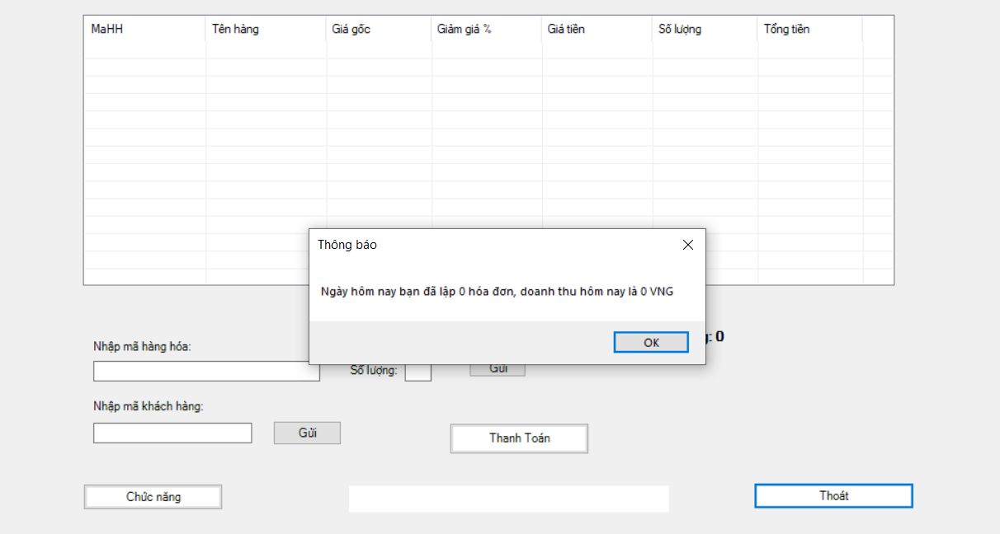 MaHH Tên hàng Giá gốc Giảm giá % Giá tiền Số lượng Tổng tiền
Thông báo
Ngày hôm nay bạn đã lập 0 hóa đơn, doanh thu hôm nay là 0 VNG
OK
: 0
Nhập mã hàng hóa:
Số lượng: Gửi
Nhập mã khách hàng:
Gửi Thanh Toán
Chức năng Thoát